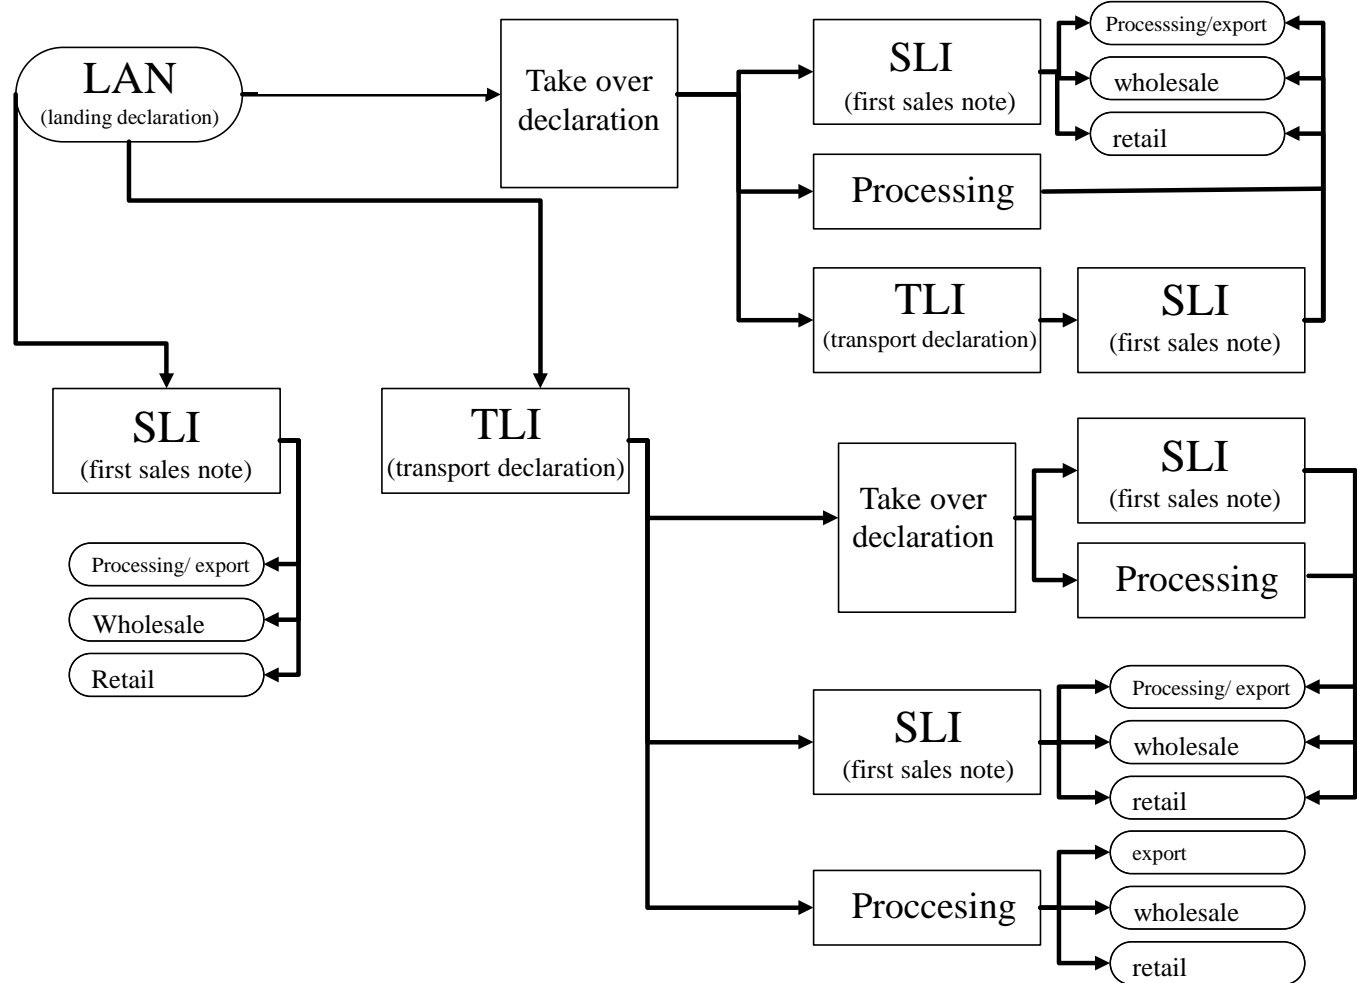 LAN
(landing declaration)
Take over
declaration
SLI
(first sales note)
Processsing/export
wholesale
retail
Processing
TLI
(transport declaration)
SLI
(first sales note)
SLI
(first sales note)
Processing/ export
Wholesale
Retail
TLI
(transport declaration)
Take over
declaration
SLI
(first sales note)
Processing
SLI
(first sales note)
Processing/ export
wholesale
retail
Proccesing
export
wholesale
retail